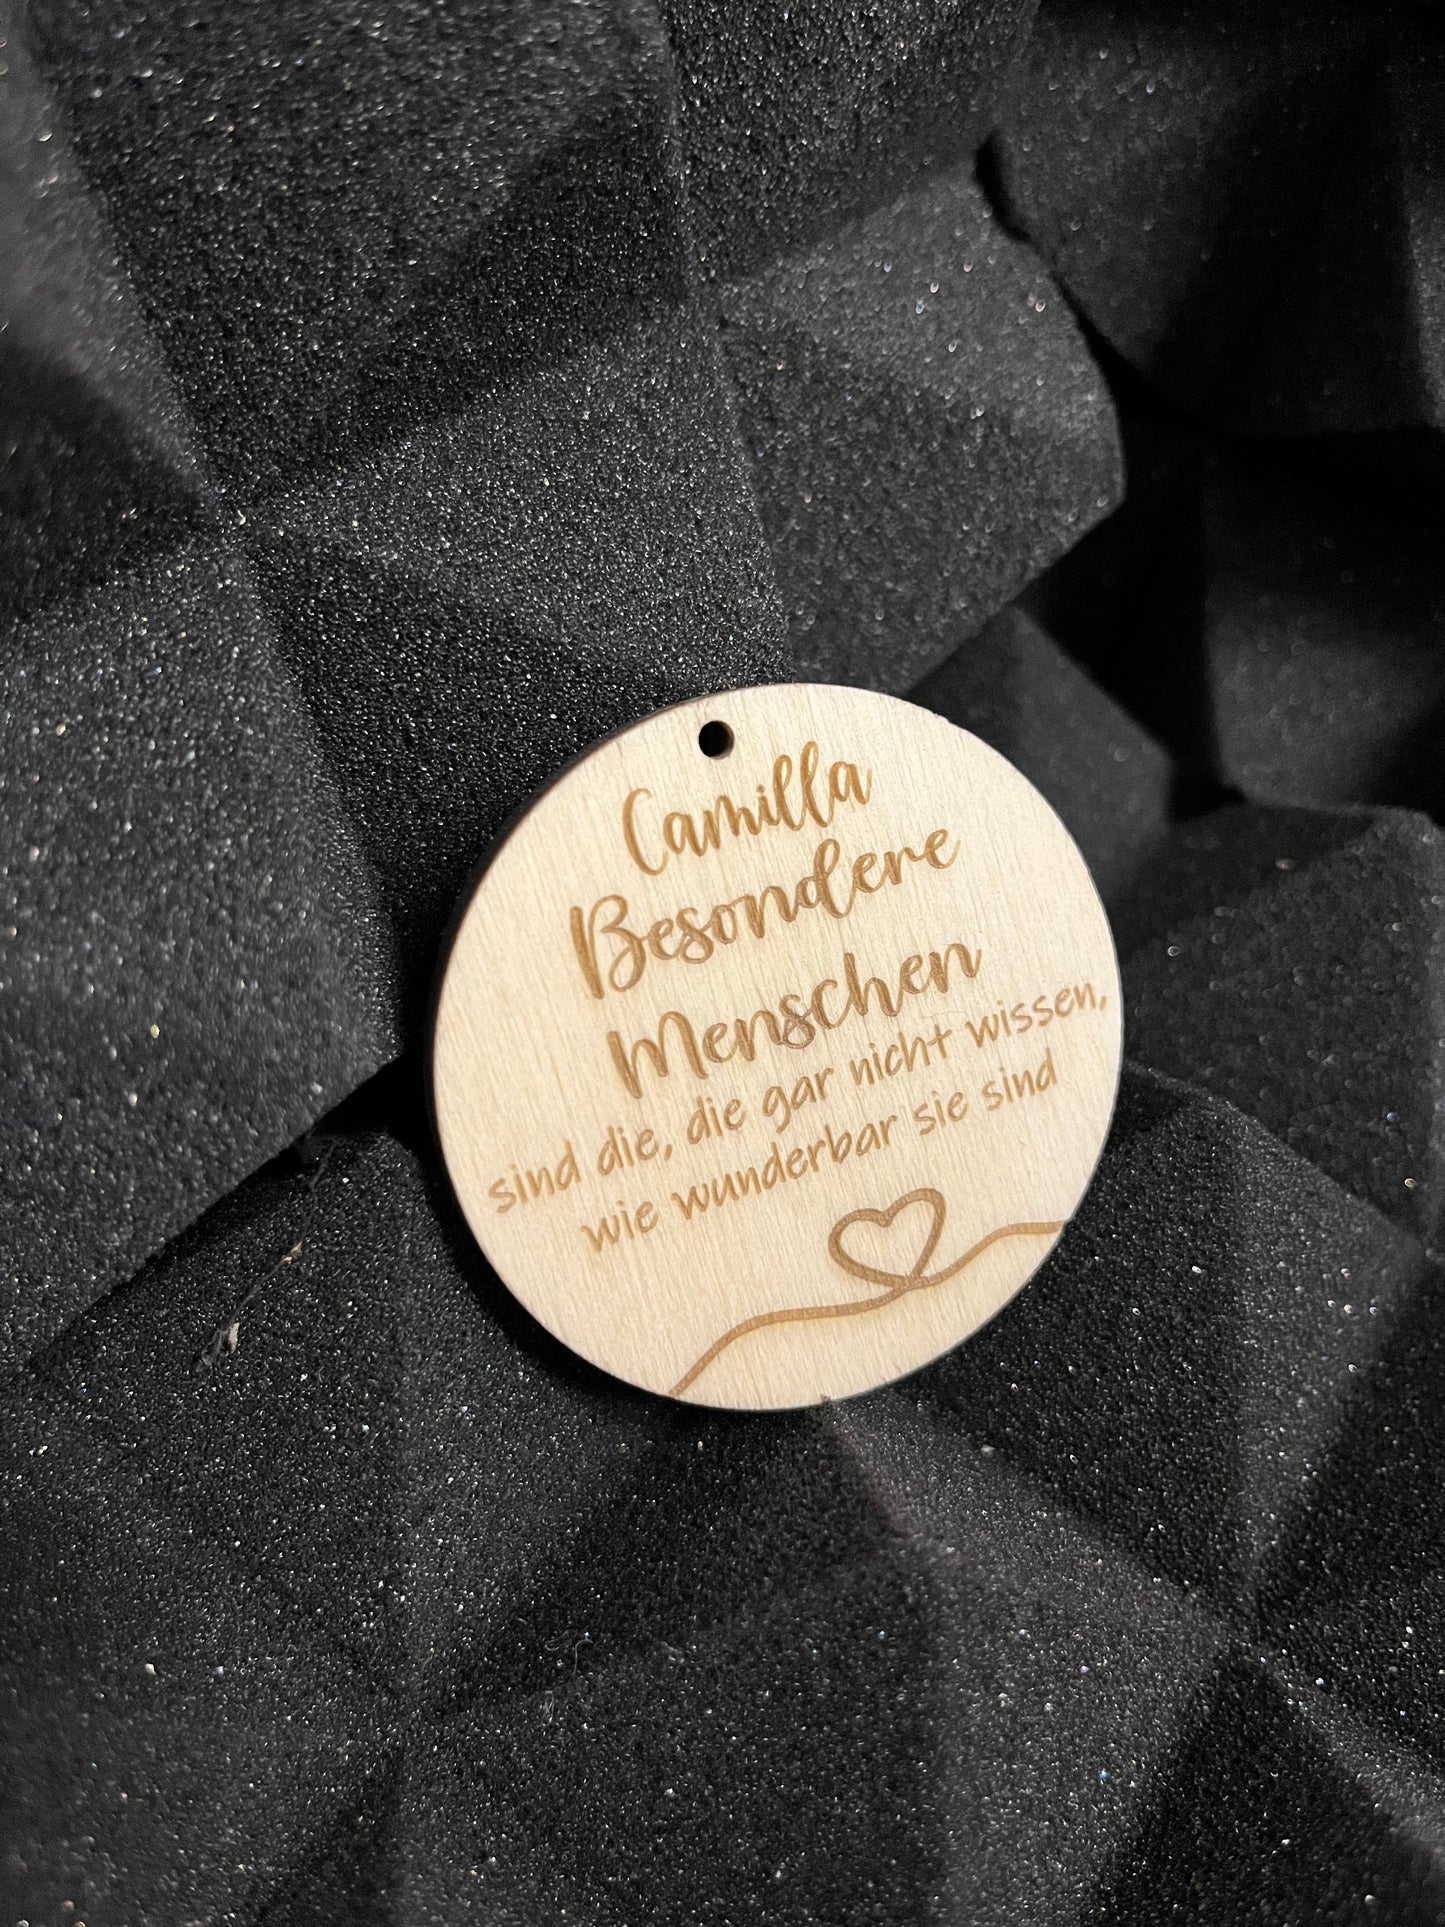 Camilla
Besondere
Menschen
sind die, die gar nicht wissen,
wie wunderbar sie sind